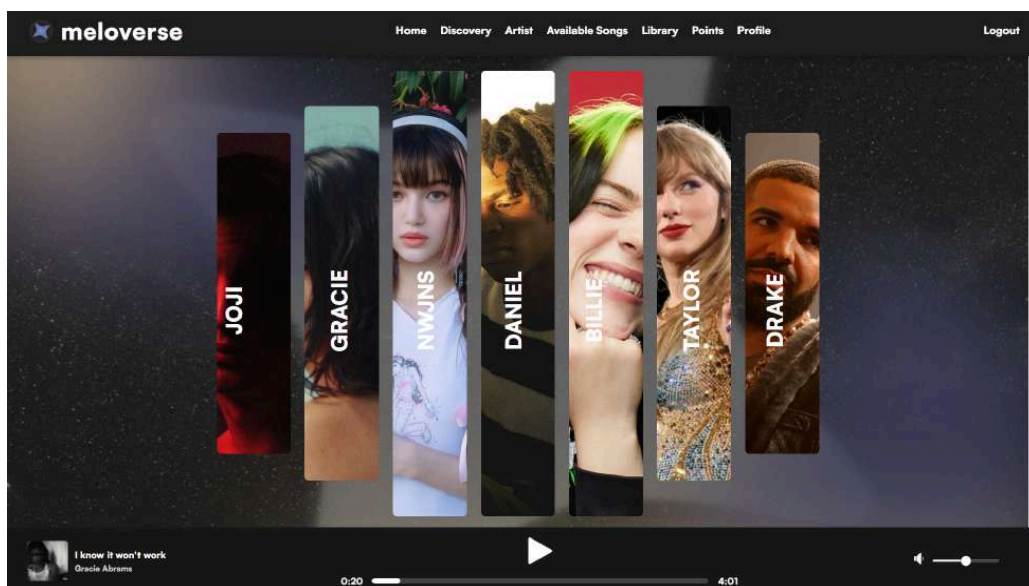 meloverse
Home Discovery Artist Available Songs Library Points Profile
Logout
JOJI
GRACIE
NWJNS
DANIEL
BILLIE
TAYLOR
DRAKE
I know it won't work
Gracie Abrams
0:20
4:01